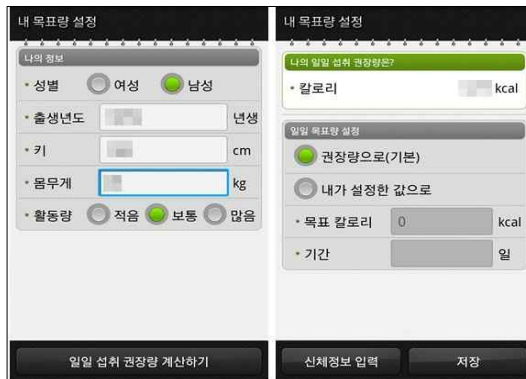 내 목표량 설정
나의 정보
• 성별 여성 남성
• 출생년도 년생
• 키 cm
• 몸무게 kg
• 활동량 적음 보통 많음
일일 섭취 권장량 계산하기
내 목표량 설정
나의 일일 섭취 권장량은?
• 칼로리 kcal
일일 목표량 설정
권장량으로(기본)
내가 설정한 값으로
• 목표 칼로리 0 kcal
• 기간 일
신체정보 입력 저장